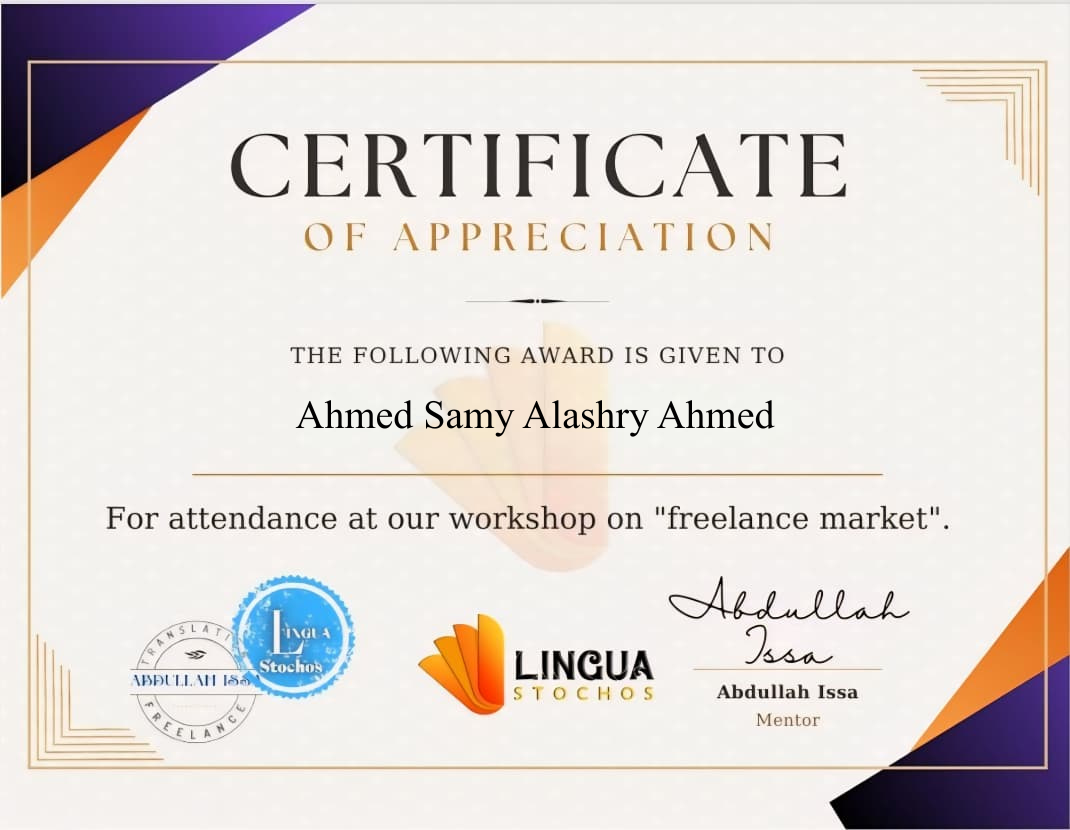 CERTIFICATE
OF APPRECIATION
THE FOLLOWING AWARD IS GIVEN TO
Ahmed Samy Alashry Ahmed
For attendance at our workshop on "freelance market".
TRANSLATI
ABDULLAH ISSA
FREELANCE
LINGUA
Stochos
LINGUA
STOCHOS
Abdullah
Issa
Abdullah Issa
Mentor